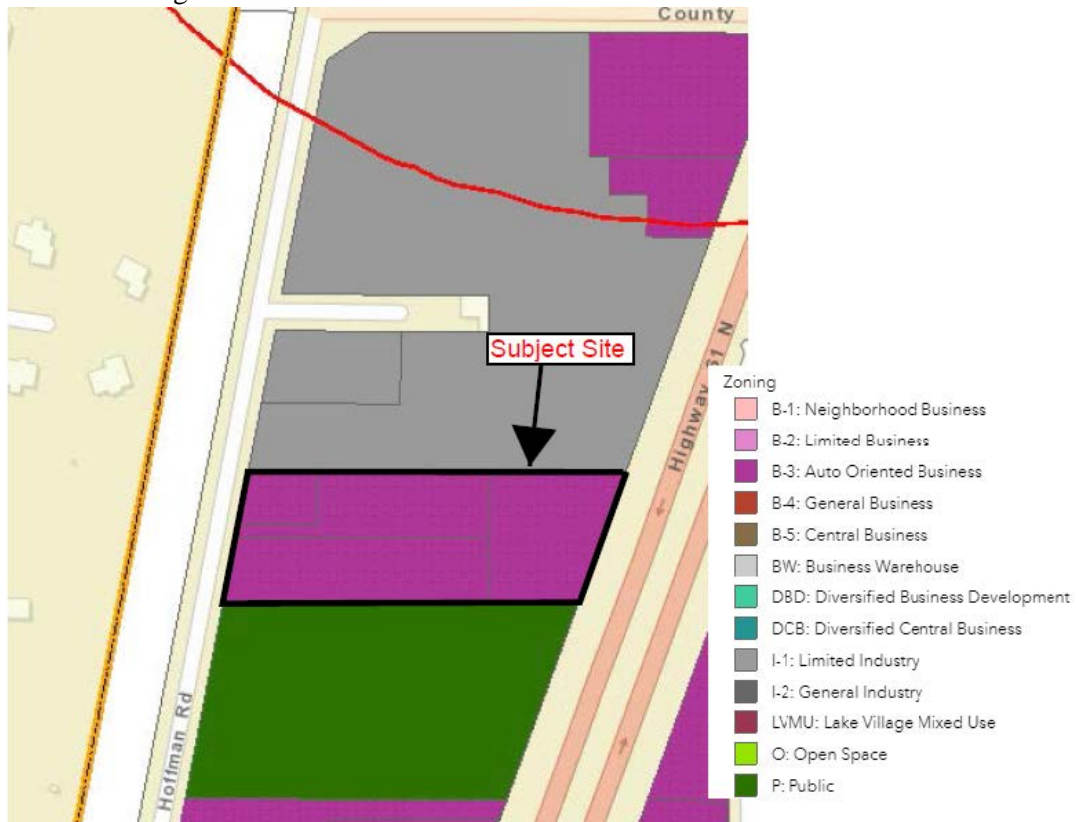 County
Subject Site
Highway 61 N
Hoffman Rd
Zoning
B-1: Neighborhood Business
B-2: Limited Business
B-3: Auto Oriented Business
B-4: General Business
B-5: Central Business
BW: Business Warehouse
DBD: Diversified Business Development
DCB: Diversified Central Business
I-1: Limited Industry
I-2: General Industry
LVMU: Lake Village Mixed Use
O: Open Space
P: Public